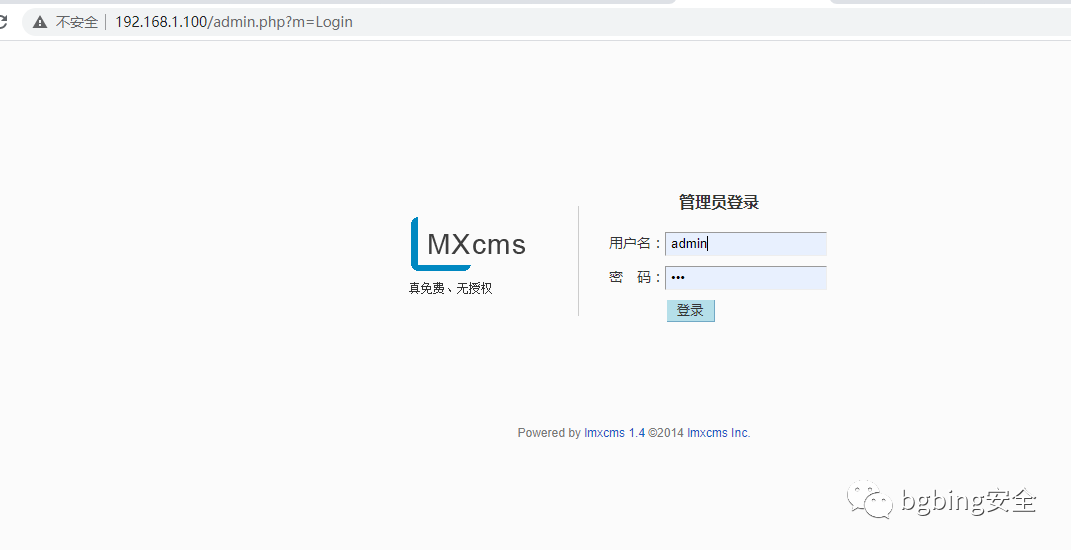 不安全 192.168.1.100/admin.php?m=Login
管理员登录
MXcms
用户名：admin
密 码：•••
真免费、无授权
登录
Powered by lmxcms 1.4 ©2014 lmxcms Inc.
bgbing安全